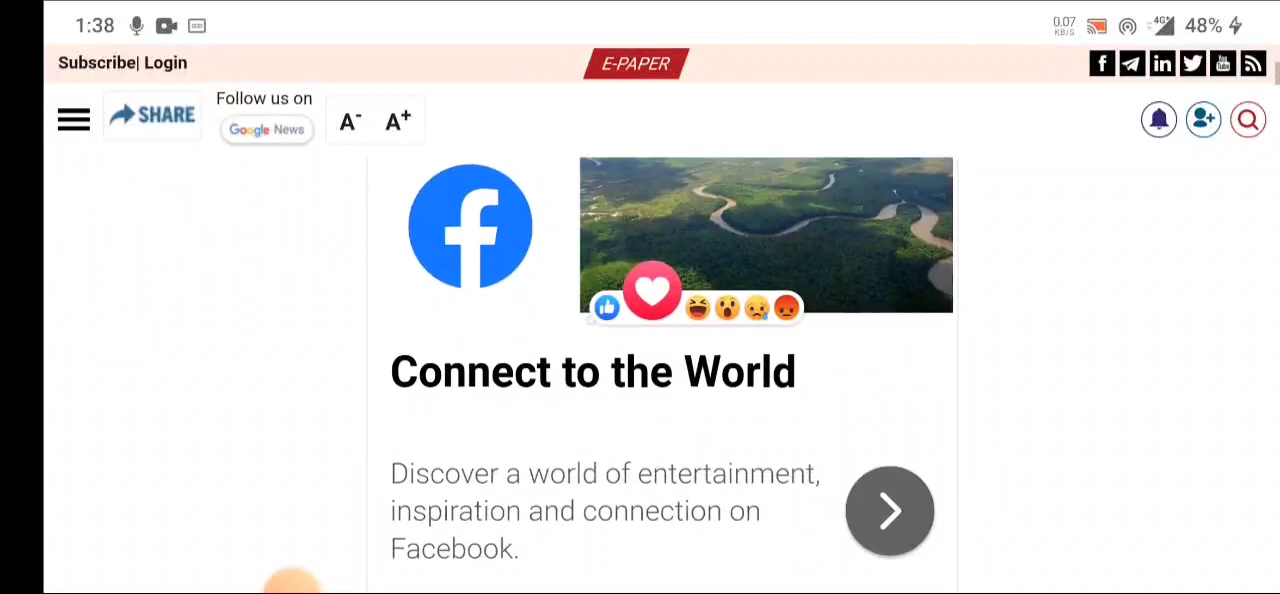 1:38
0.07
KB/S
4G+
48%
Subscribe| Login
E-PAPER
SHARE
Follow us on
Google News
A- A+
Connect to the World
Discover a world of entertainment,
inspiration and connection on
Facebook.